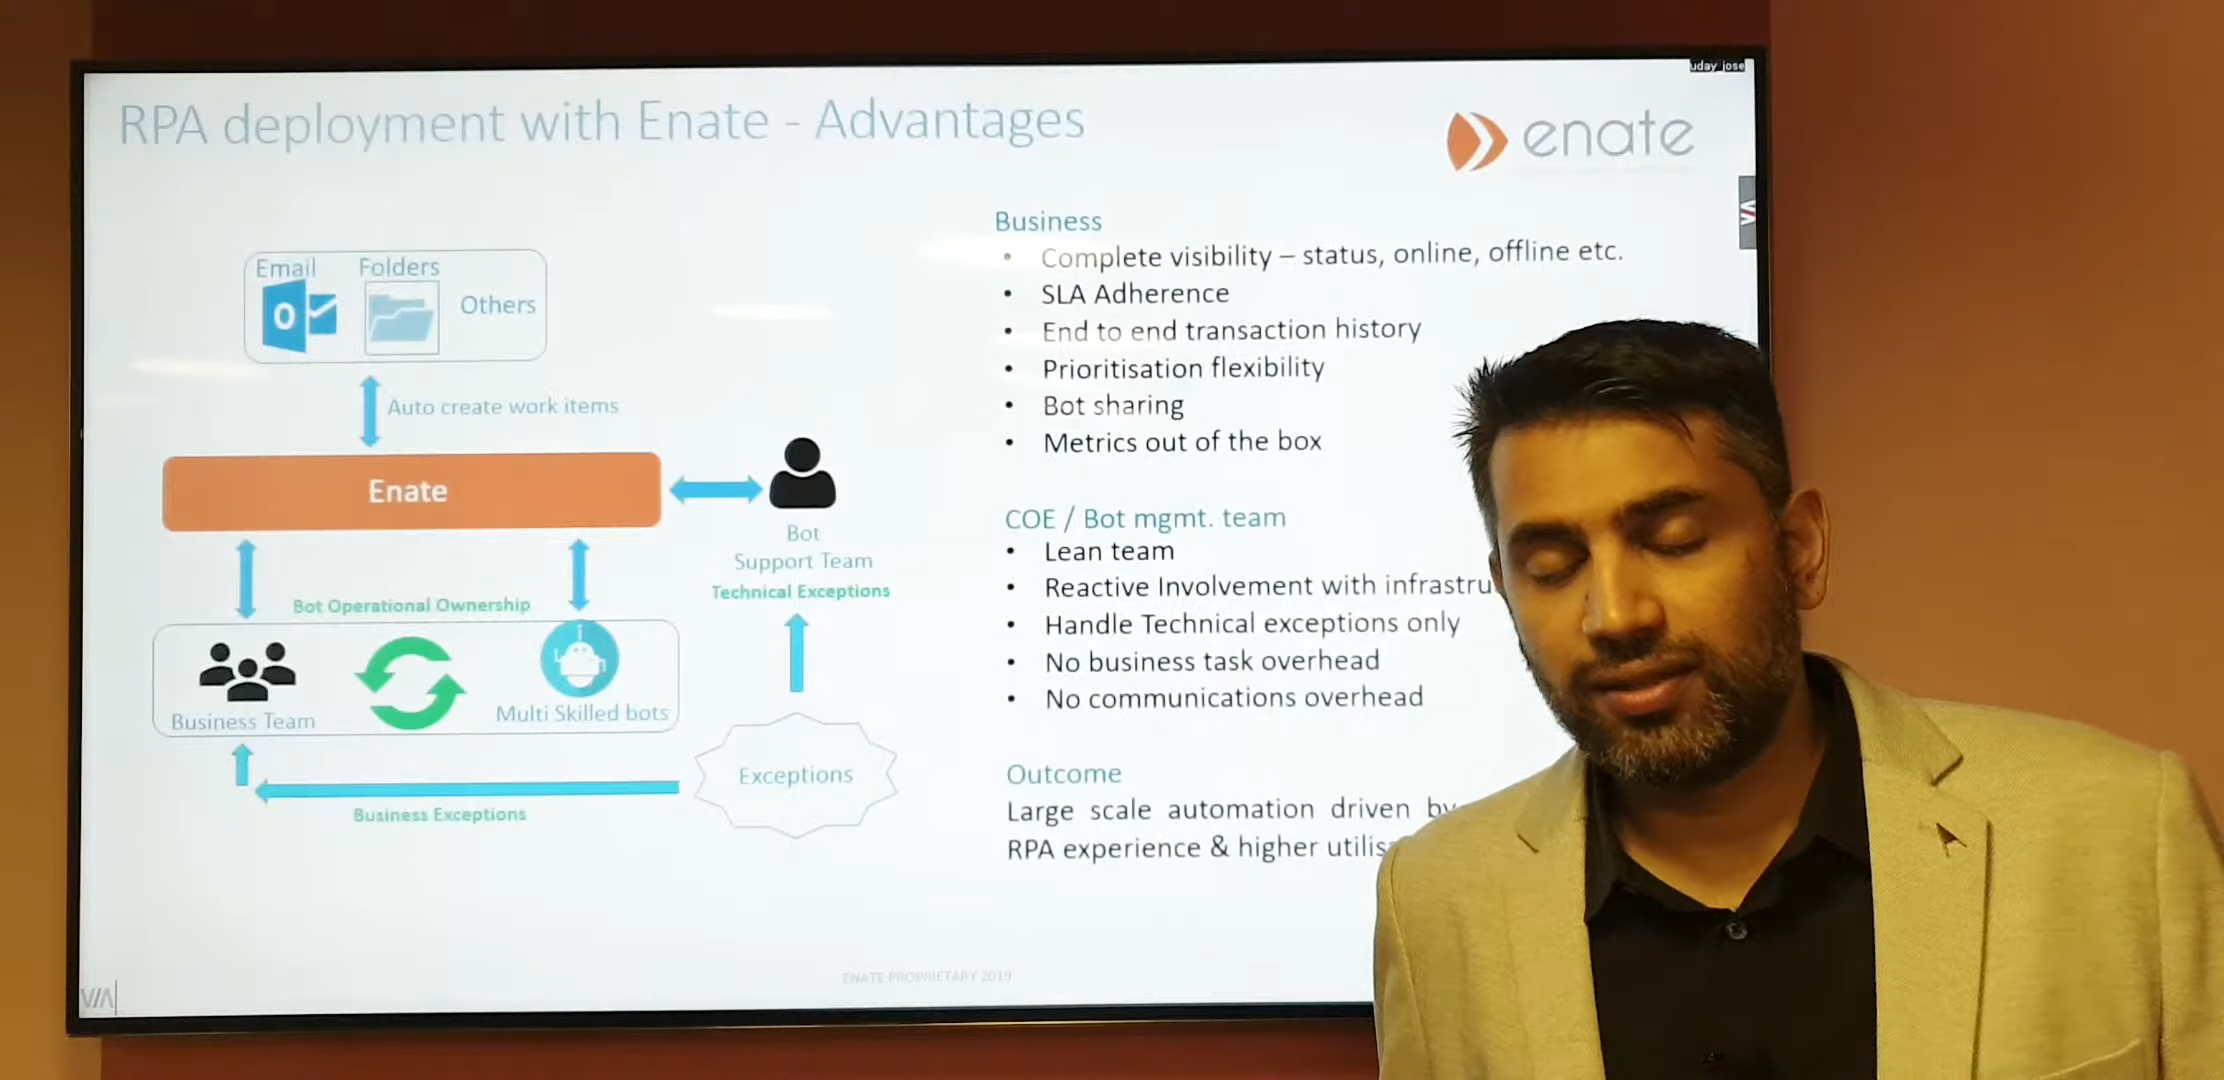 uday jose
RPA deployment with Enate - Advantages
enate
Email
Folders
Others
O
Auto create work items
Enate
Bot
Support Team
Technical Exceptions
Bot Operational Ownership
Business Team
Multi Skilled bots
Exceptions
Business Exceptions
Business
• Complete visibility – status, online, offline etc.
• SLA Adherence
• End to end transaction history
• Prioritisation flexibility
• Bot sharing
• Metrics out of the box
COE / Bot mgmt. team
• Lean team
• Reactive Involvement with
• Handle Technical exceptions only
• No business task overhead
• No communications overhead
Outcome
Large scale automation driven
RPA experience & higher
ENATE PROPRIETARY 2019
VIA